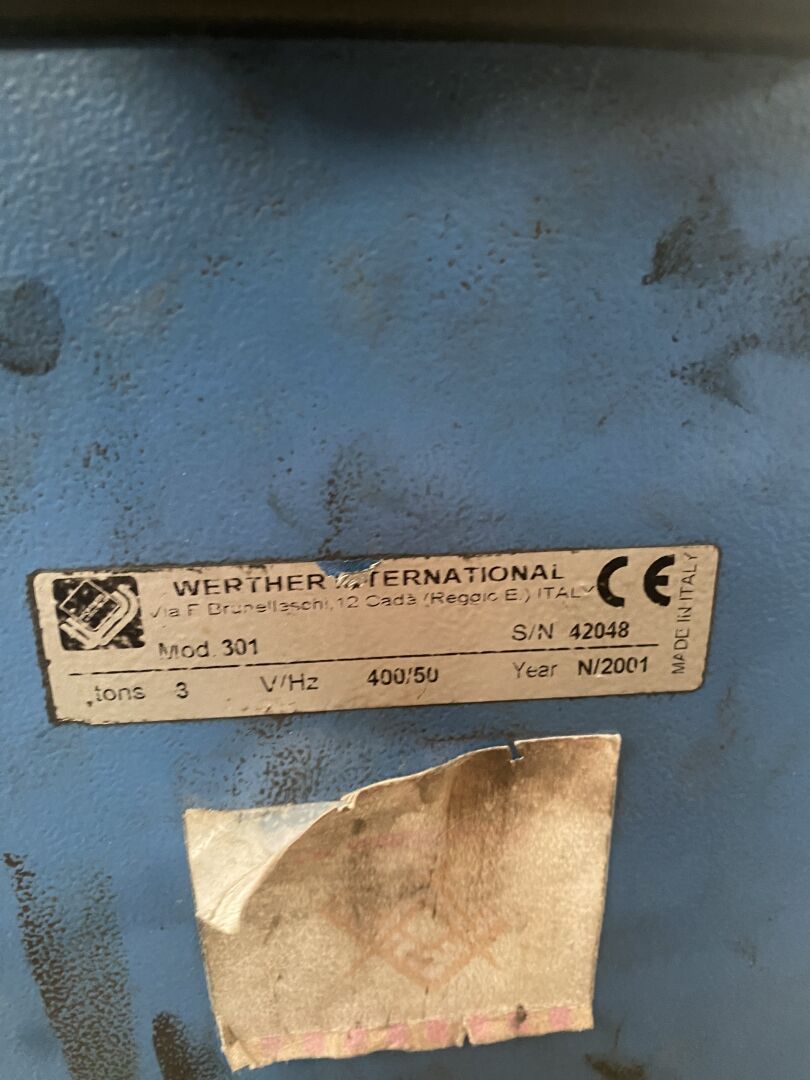 WERTHER INTERNATIONAL
Via F. Brunelleschi, 12 Cadà (Reggio E.) ITALY
CE
MADE IN ITALY
Mod. 301 S/N 42048
tons 3 V/Hz 400/50 Year N/2001